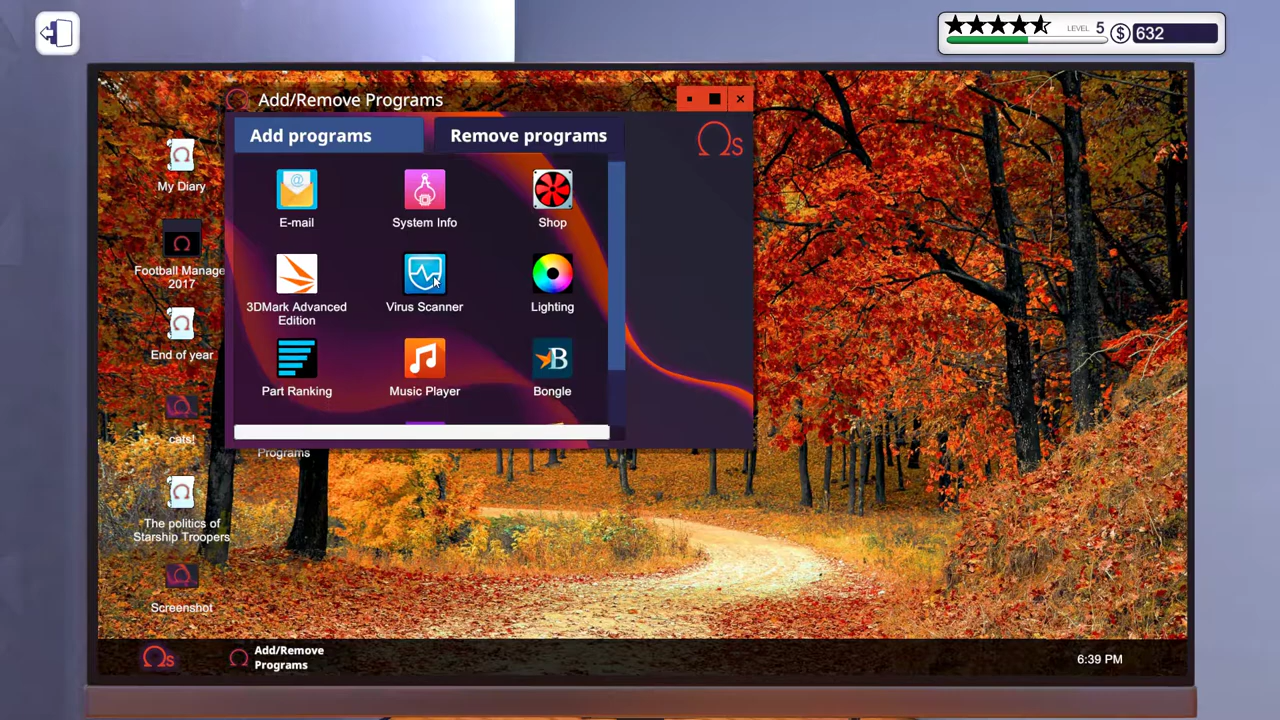 LEVEL 5
$ 632
Add/Remove Programs
Ωs
Add programs
Remove programs
E-mail
System Info
Shop
3DMark Advanced
Edition
Virus Scanner
Lighting
Part Ranking
Music Player
B
Bongle
My Diary
Football Manage
2017
End of year
cats!
Programs
The politics of
Starship Troopers
Screenshot
Ωs
Add/Remove
Programs
6:39 PM